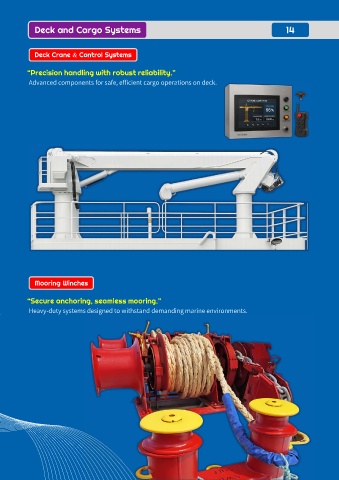 Deck and Cargo Systems
14
Deck Crane & Control Systems
"Precision handling with robust reliability."
Advanced components for safe, efficient cargo operations on deck.
Mooring Winches
"Secure anchoring, seamless mooring."
Heavy-duty systems designed to withstand demanding marine environments.